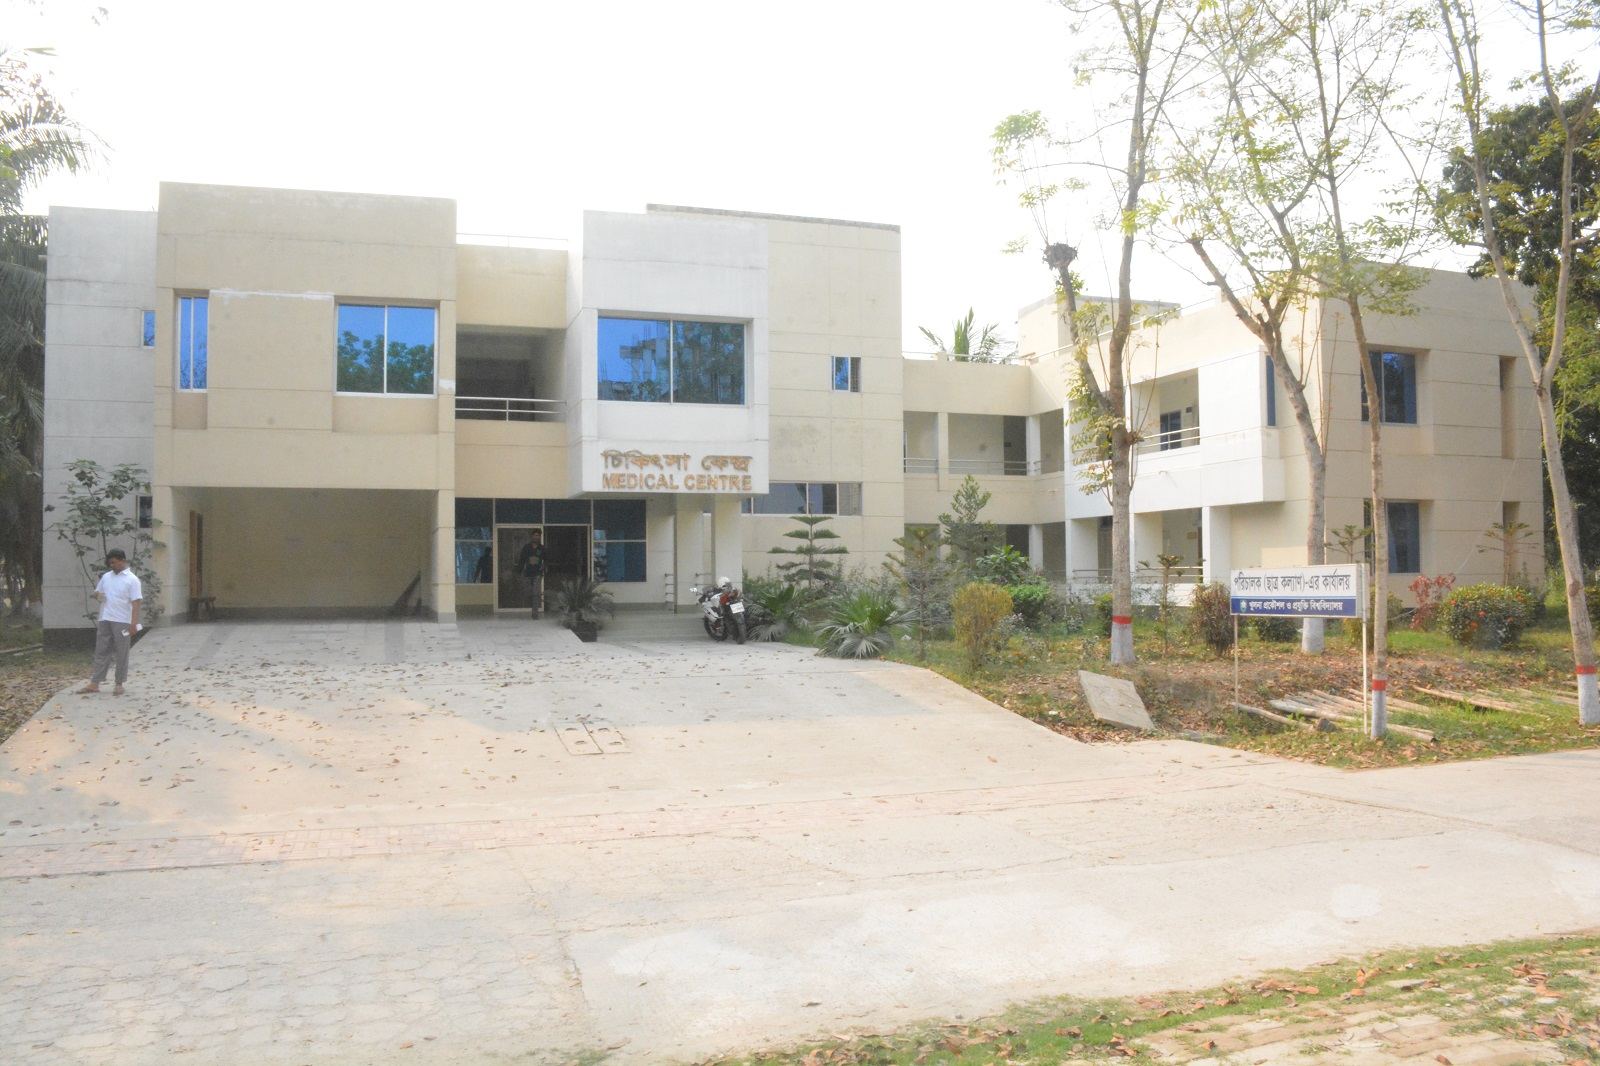 চিকিৎসা কেন্দ্র
MEDICAL CENTRE
পরিচালক (ছাত্র কল্যাণ)-এর কার্যালয়
খুলনা প্রকৌশল ও প্রযুক্তি বিশ্ববিদ্যালয়